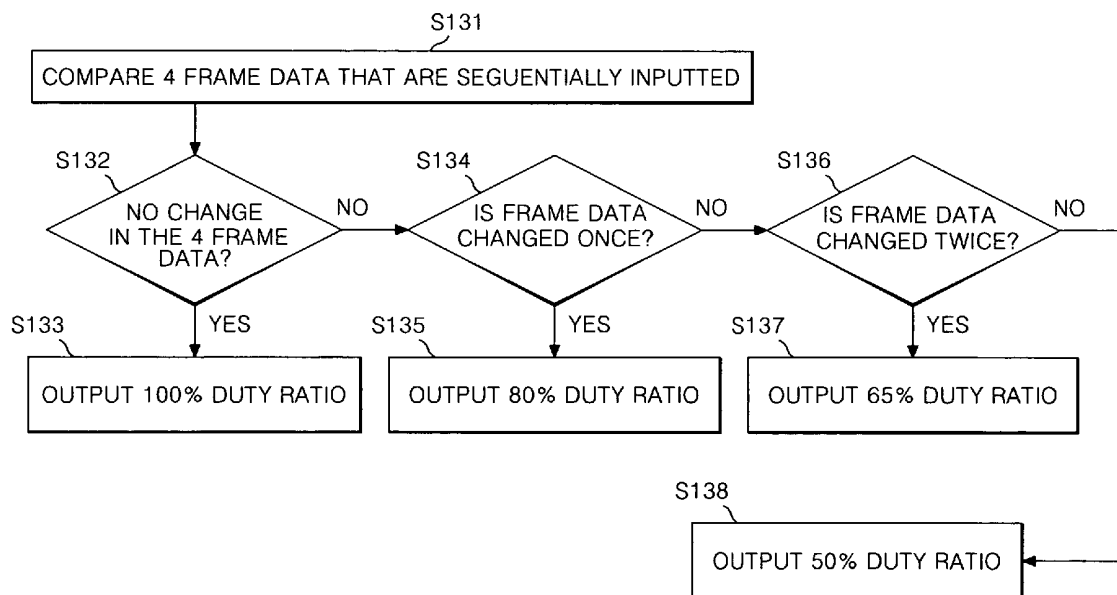 S131
COMPARE 4 FRAME DATA THAT ARE SEGUENTIALLY INPUTTED
S132
NO CHANGE
IN THE 4 FRAME
DATA?
NO
S134
IS FRAME DATA
CHANGED ONCE?
NO
S136
IS FRAME DATA
CHANGED TWICE?
NO
S133
YES
OUTPUT 100% DUTY RATIO
S135
YES
OUTPUT 80% DUTY RATIO
S137
YES
OUTPUT 65% DUTY RATIO
S138
OUTPUT 50% DUTY RATIO